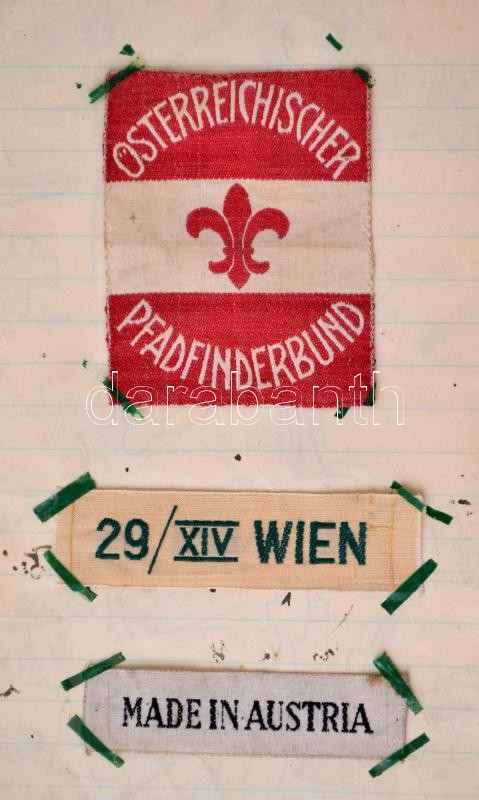 ÖSTERREICHISCHER
PFADFINDERBUND
darabanth
29/XIV WIEN
MADE IN AUSTRIA